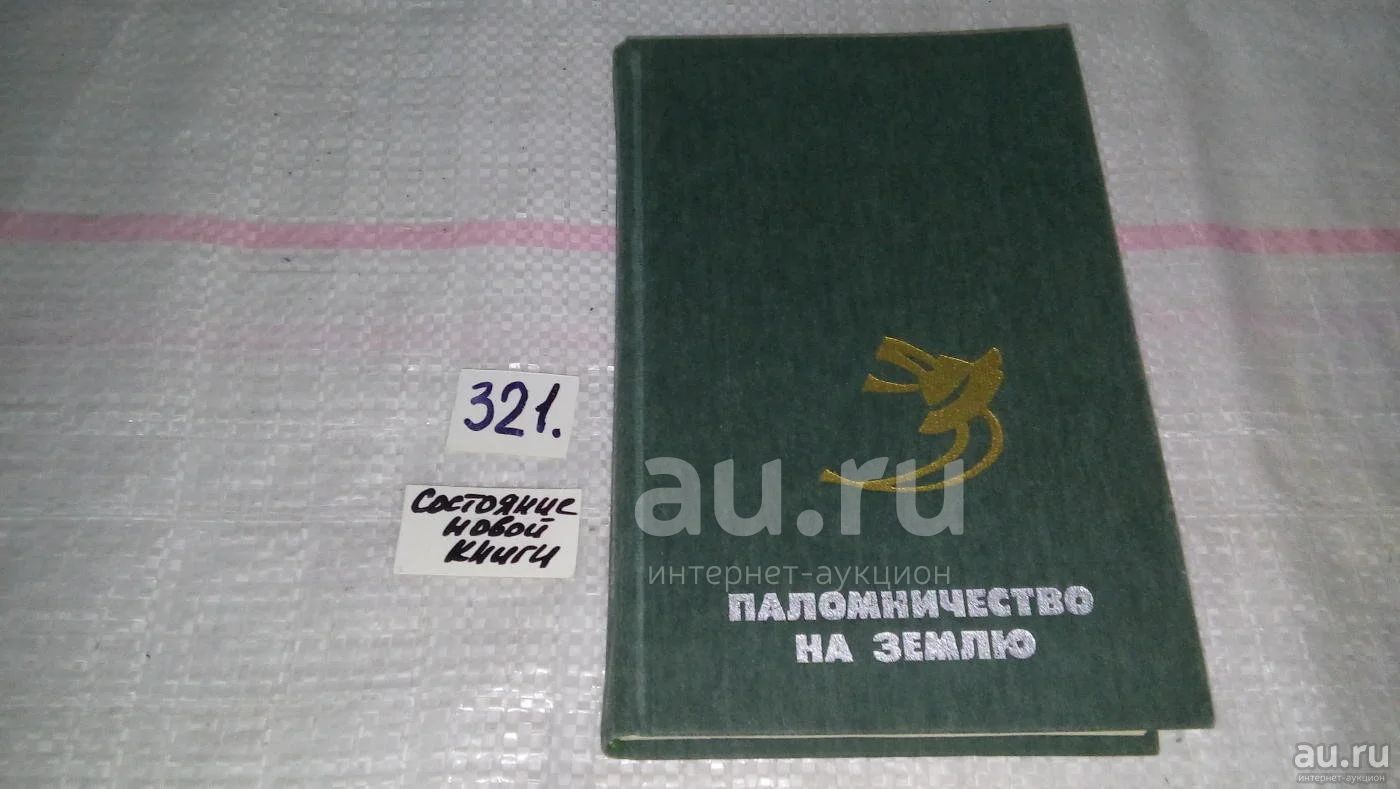 321.
Состояние
новой
книги
au.ru
интернет-аукцион
ПАЛОМНИЧЕСТВО
НА ЗЕМЛЮ
au.ru
интернет-аукцион